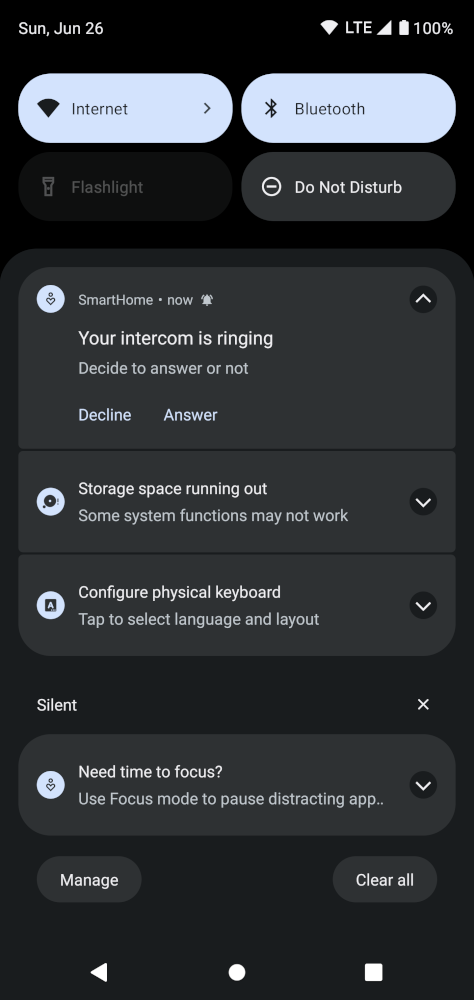 Sun, Jun 26
LTE 100%
Internet
Bluetooth
Flashlight
Do Not Disturb
SmartHome • now
Your intercom is ringing
Decide to answer or not
Decline Answer
Storage space running out
Some system functions may not work
Configure physical keyboard
Tap to select language and layout
Silent
Need time to focus?
Use Focus mode to pause distracting app..
Manage
Clear all